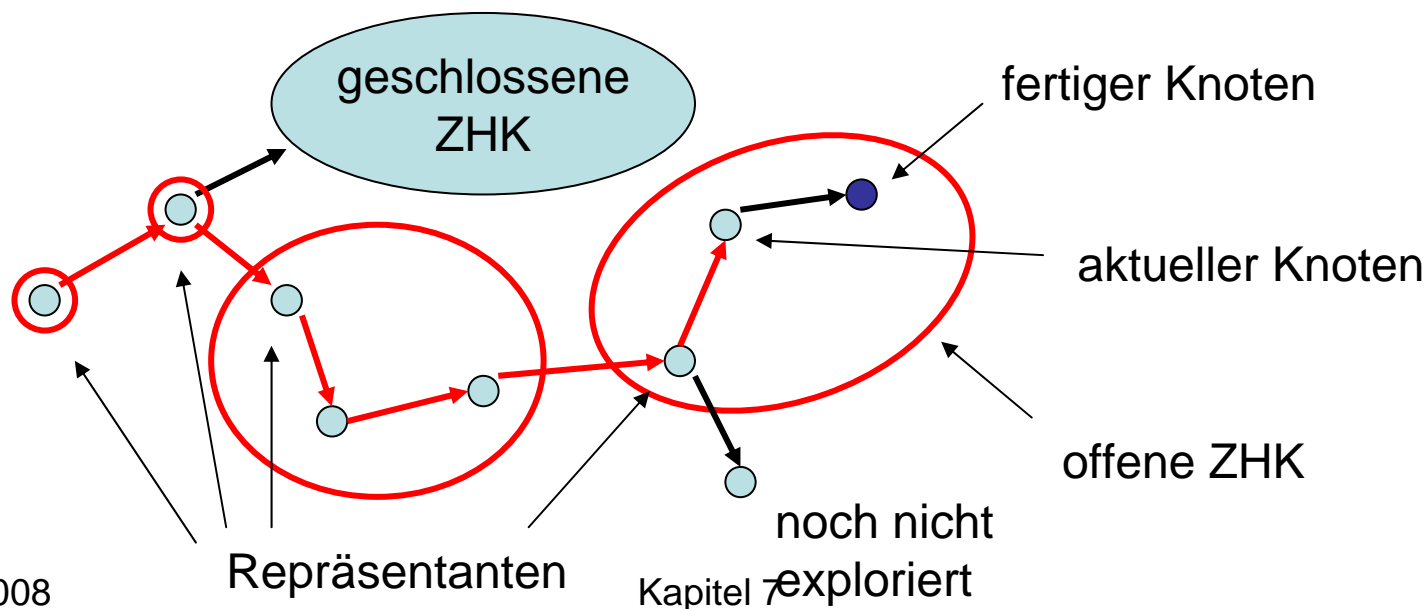 geschlossene
ZHK
fertiger Knoten
aktueller Knoten
offene ZHK
noch nicht
exploriert
Repräsentanten
008
Kapitel 7